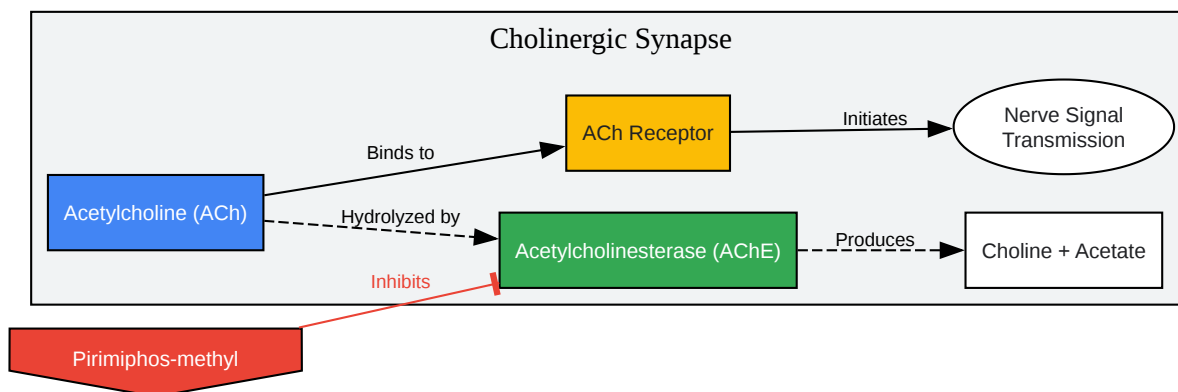 Cholinergic Synapse
ACh Receptor
Initiates
Nerve Signal
Transmission
Binds to
Acetylcholine (ACh)
Hydrolyzed by
Acetylcholinesterase (AChE)
Produces
Choline + Acetate
Inhibits
Pirimiphos-methyl